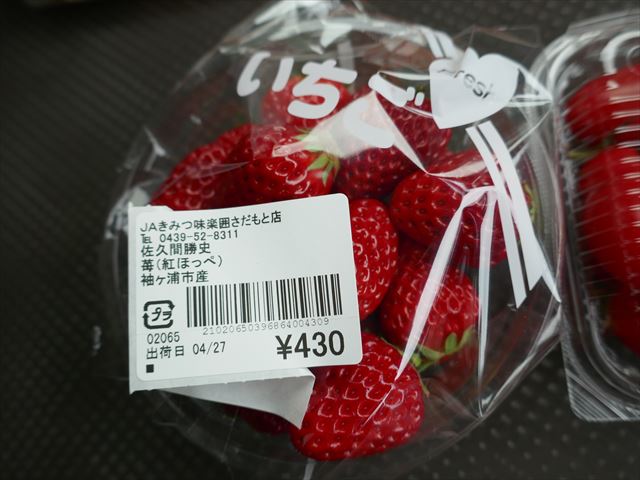 いちご
Fresh
JAきみつ味楽囲さだもと店
TEL 0439-52-8311
佐久間勝史
苺(紅ほっぺ)
袖ヶ浦市産
プラ
21020650396864004309
02065
出荷日 04/27
¥430